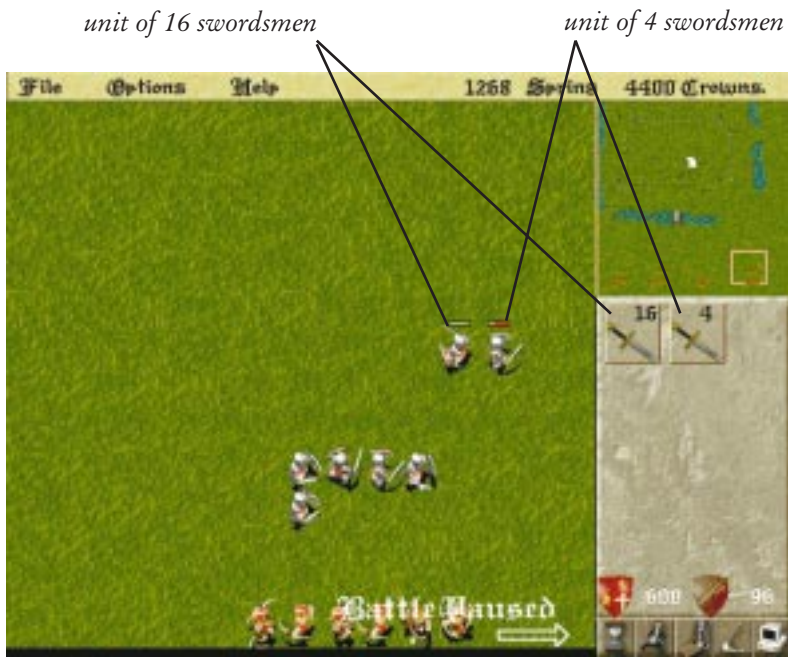 unit of 16 swordsmen
unit of 4 swordsmen
File Options Help 1268 Spring 4400 Crowns.
16 4
Battle Paused
600 96